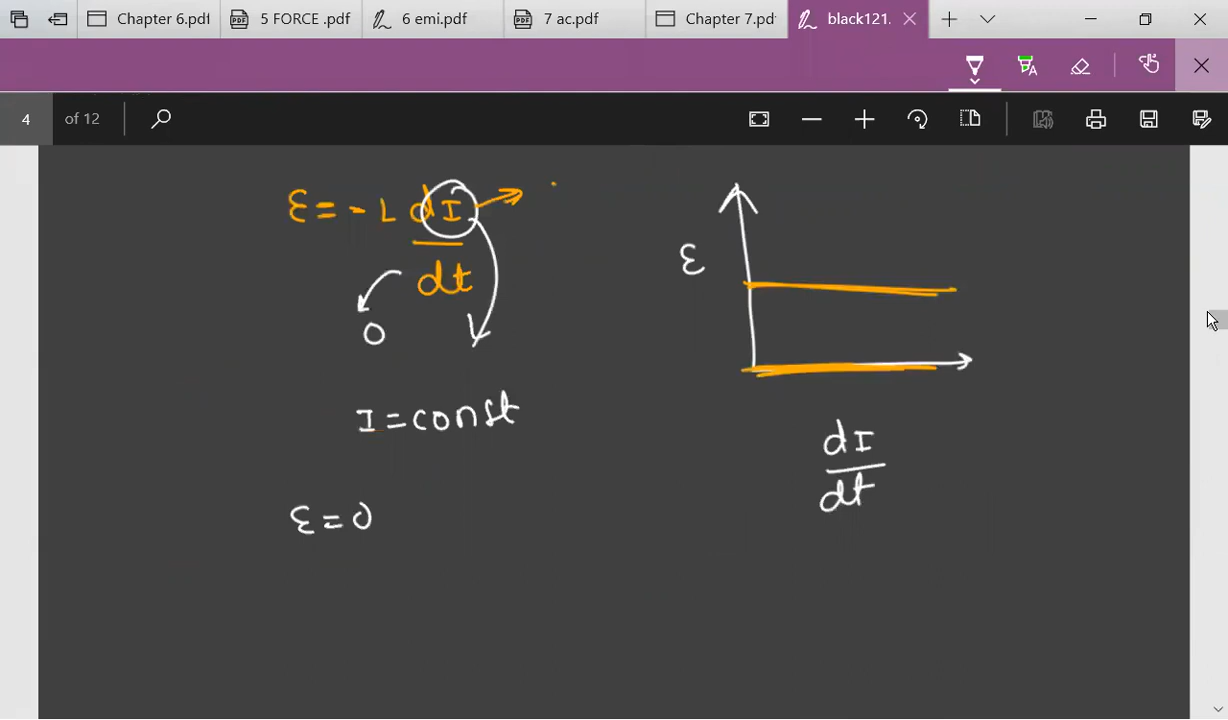 Chapter 6.pdf 5 FORCE .pdf 6 emi.pdf 7 ac.pdf Chapter 7.pdf black121.
4 of 12
ε = - L dI
dt
0
I = const
ε = 0
ε
dI
dt